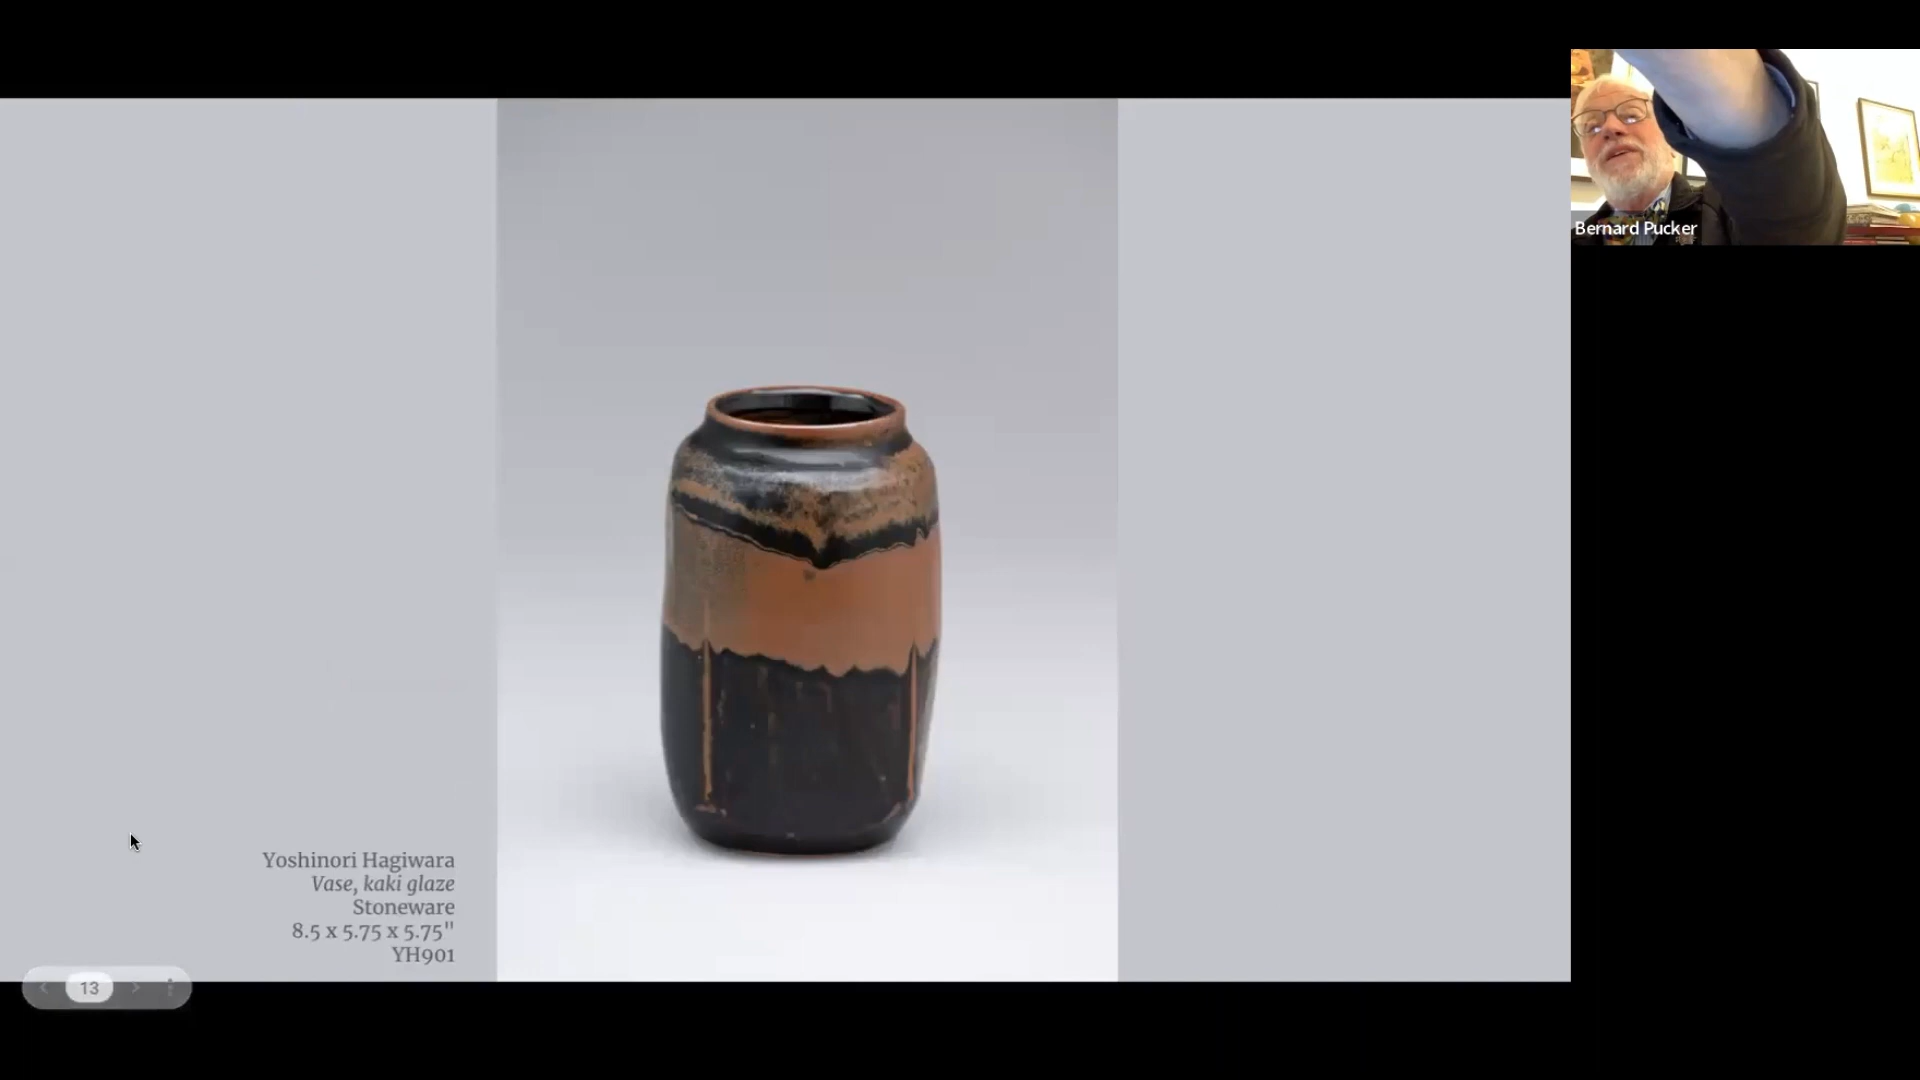 Bernard Pucker
Yoshinori Hagiwara
Vase, kaki glaze
Stoneware
8.5 x 5.75 x 5.75"
YH901
13